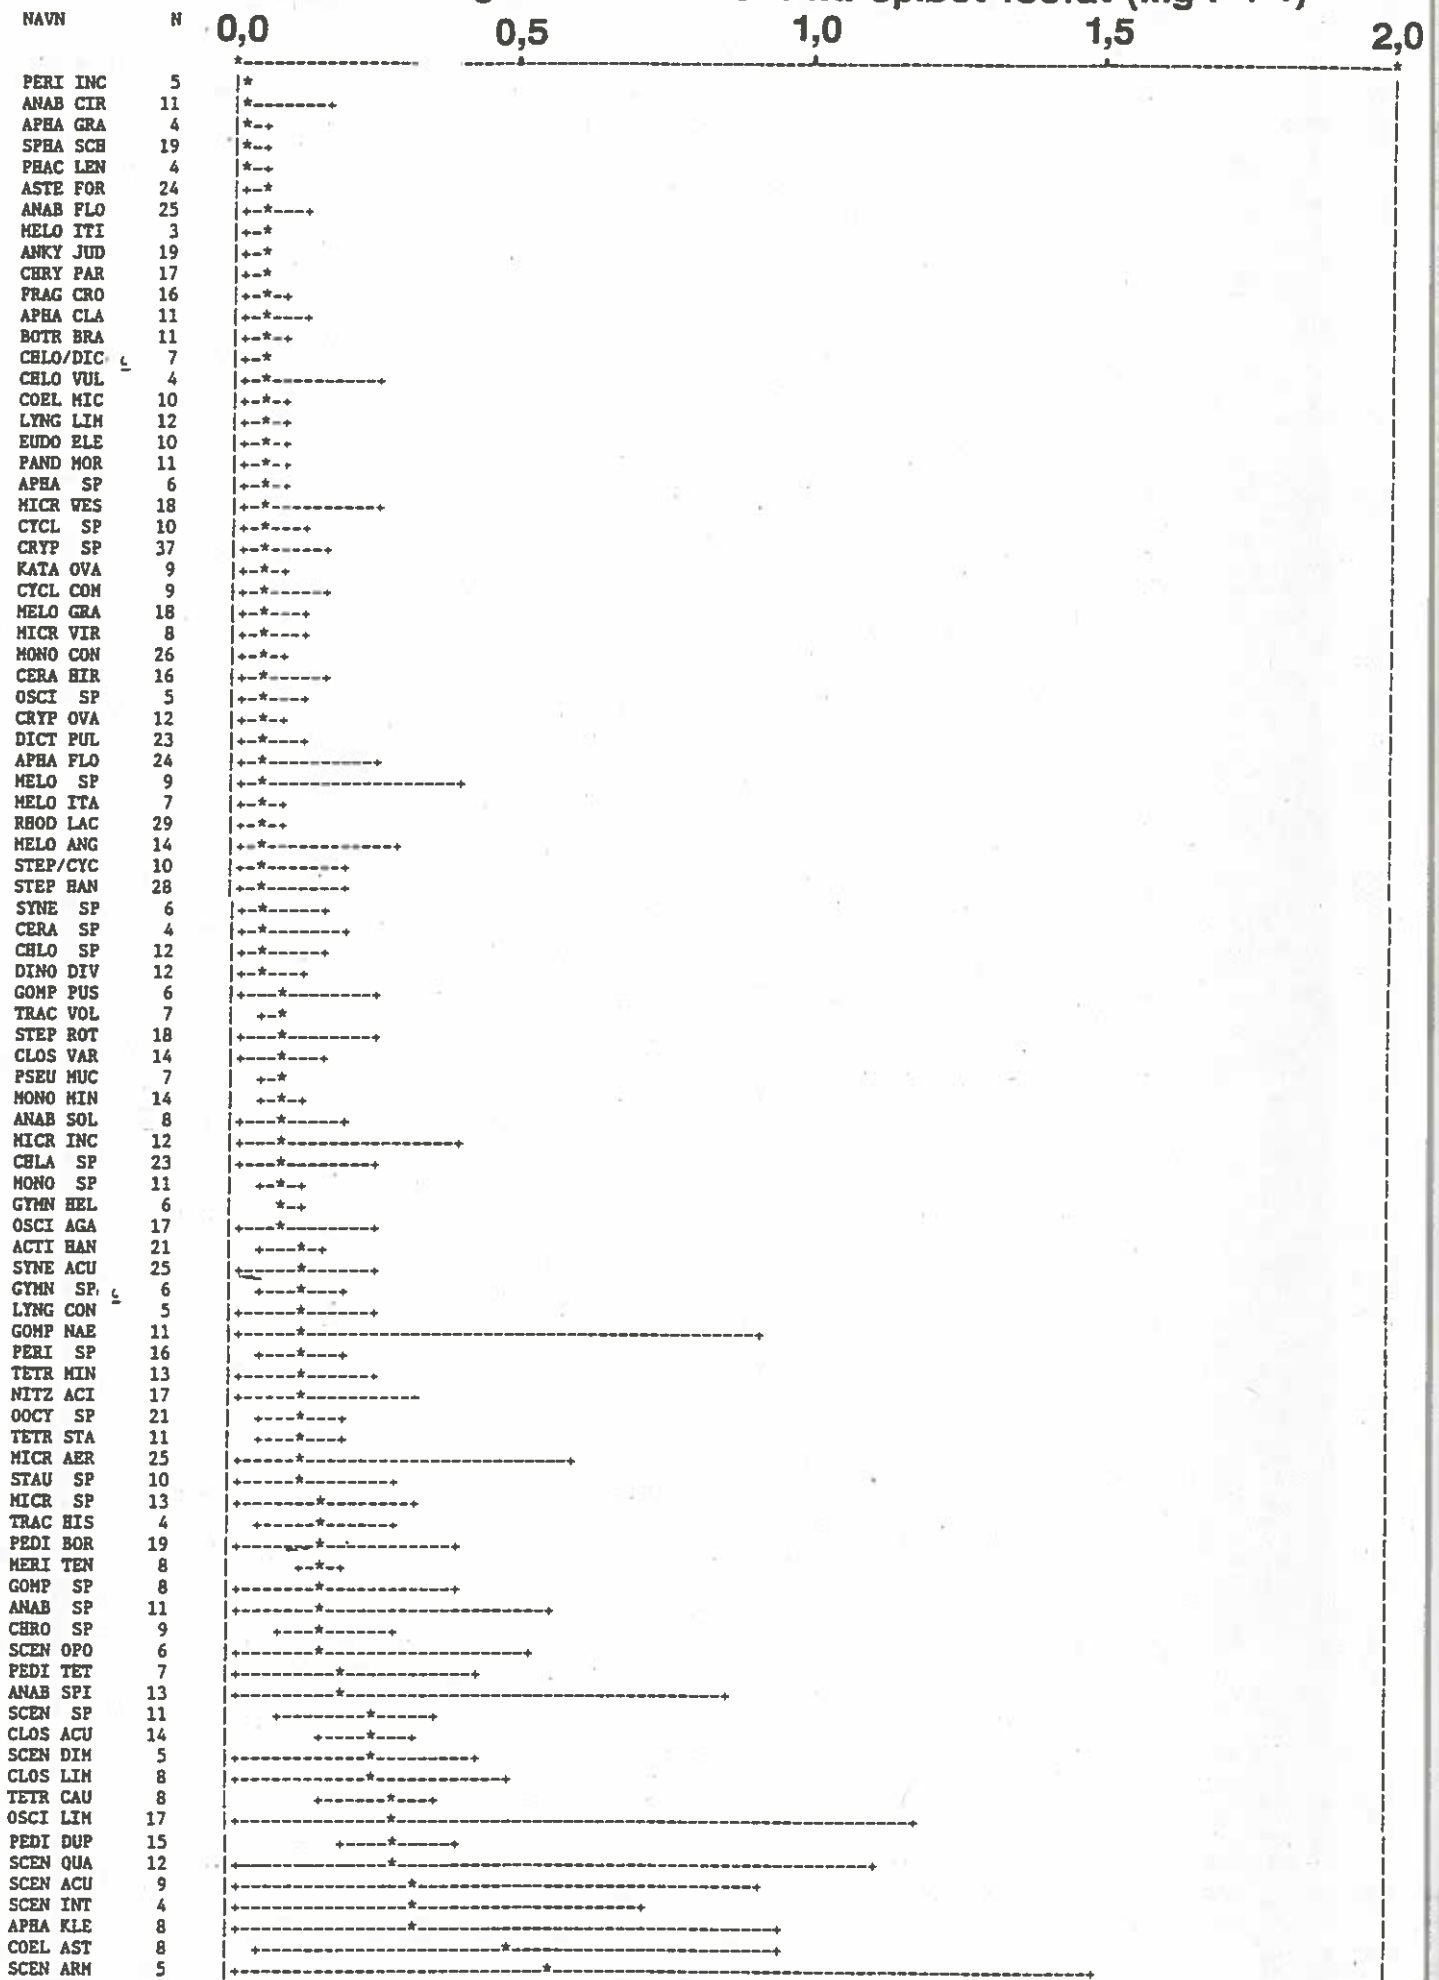 NAVN N 0,0 0,5 1,0 1,5 2,0
PERI INC 5
ANAB CIR 11
APHA GRA 4
SPHA SCH 19
PHAC LEN 4
ASTE FOR 24
ANAB FLO 25
MELO ITI 3
ANKY JUD 19
CHRY PAR 17
FRAG CRO 16
APHA CLA 11
BOTR BRA 11
CHLO/DIC 7
CHLO VUL 4
COEL MIC 10
LYNG LIM 12
EUDO ELE 10
PAND MOR 11
APHA SP 6
MICR WES 18
CYCL SP 10
CRYP SP 37
KATA OVA 9
CYCL COM 9
MELO GRA 18
MICR VIR 8
MONO CON 26
CERA HIR 16
OSCI SP 5
CRYP OVA 12
DICT PUL 23
APHA FLO 24
MELO SP 9
MELO ITA 7
RHOD LAC 29
MELO ANG 14
STEP/CYC 10
STEP HAN 28
SYNE SP 6
CERA SP 4
CHLO SP 12
DINO DIV 12
GOMP PUS 6
TRAC VOL 7
STEP ROT 18
CLOS VAR 14
PSEU MUC 7
MONO MIN 14
ANAB SOL 8
MICR INC 12
CHLA SP 23
MONO SP 11
GYMN HEL 6
OSCI AGA 17
ACTI HAN 21
SYNE ACU 25
GYMN SP 6
LYNG CON 5
GOMP NAE 11
PERI SP 16
TETR MIN 13
NITZ ACI 17
OOCY SP 21
TETR STA 11
MICR AER 25
STAU SP 10
MICR SP 13
TRAC HIS 4
PEDI BOR 19
MERI TEN 8
GOMP SP 8
ANAB SP 11
CHRO SP 9
SCEN OPO 6
PEDI TET 7
ANAB SPI 13
SCEN SP 11
CLOS ACU 14
SCEN DIM 5
CLOS LIM 8
TETR CAU 8
OSCI LIM 17
PEDI DUP 15
SCEN QUA 12
SCEN ACU 9
SCEN INT 4
APHA KLE 8
COEL AST 8
SCEN ARM 5